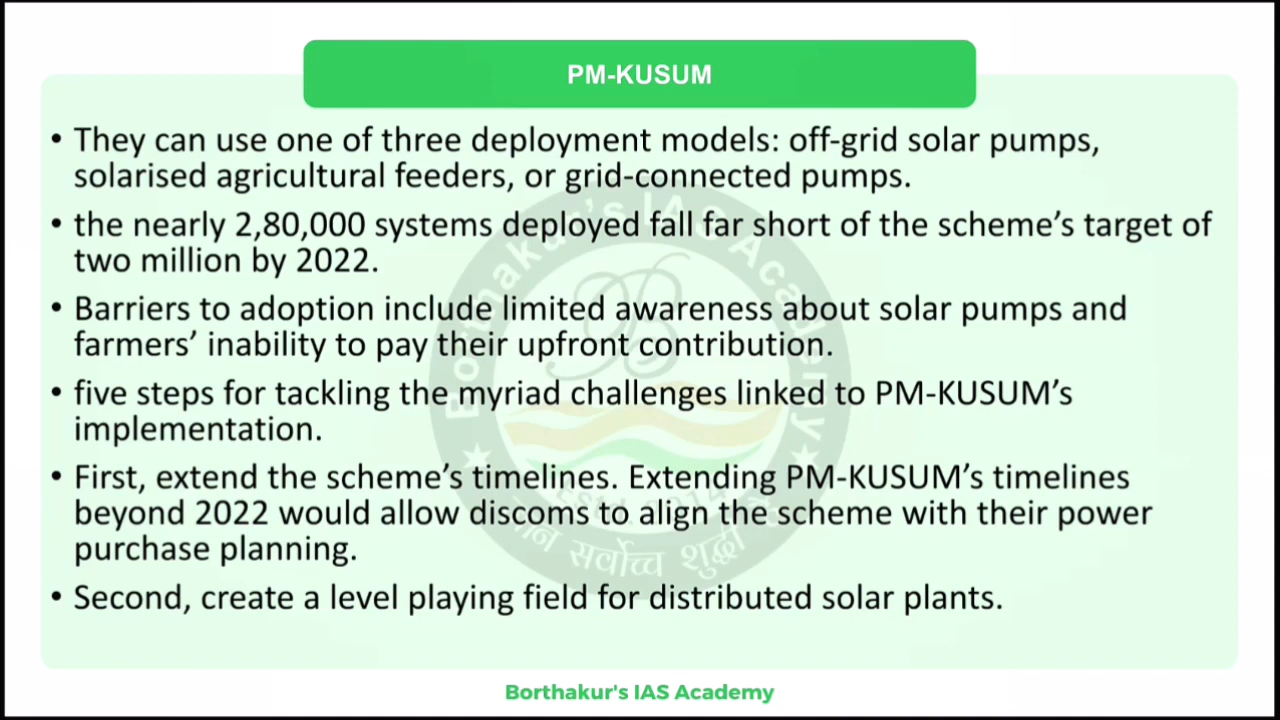 PM-KUSUM
• They can use one of three deployment models: off-grid solar pumps,
solarised agricultural feeders, or grid-connected pumps.
• the nearly 2,80,000 systems deployed fall far short of the scheme's target of
two million by 2022.
• Barriers to adoption include limited awareness about solar pumps and
farmers' inability to pay their upfront contribution.
• five steps for tackling the myriad challenges linked to PM-KUSUM's
implementation.
• First, extend the scheme's timelines. Extending PM-KUSUM's timelines
beyond 2022 would allow discoms to align the scheme with their power
purchase planning.
• Second, create a level playing field for distributed solar plants.
Borthakur's IAS Academy
Borthakur's IAS Academy
सर्वोच्च